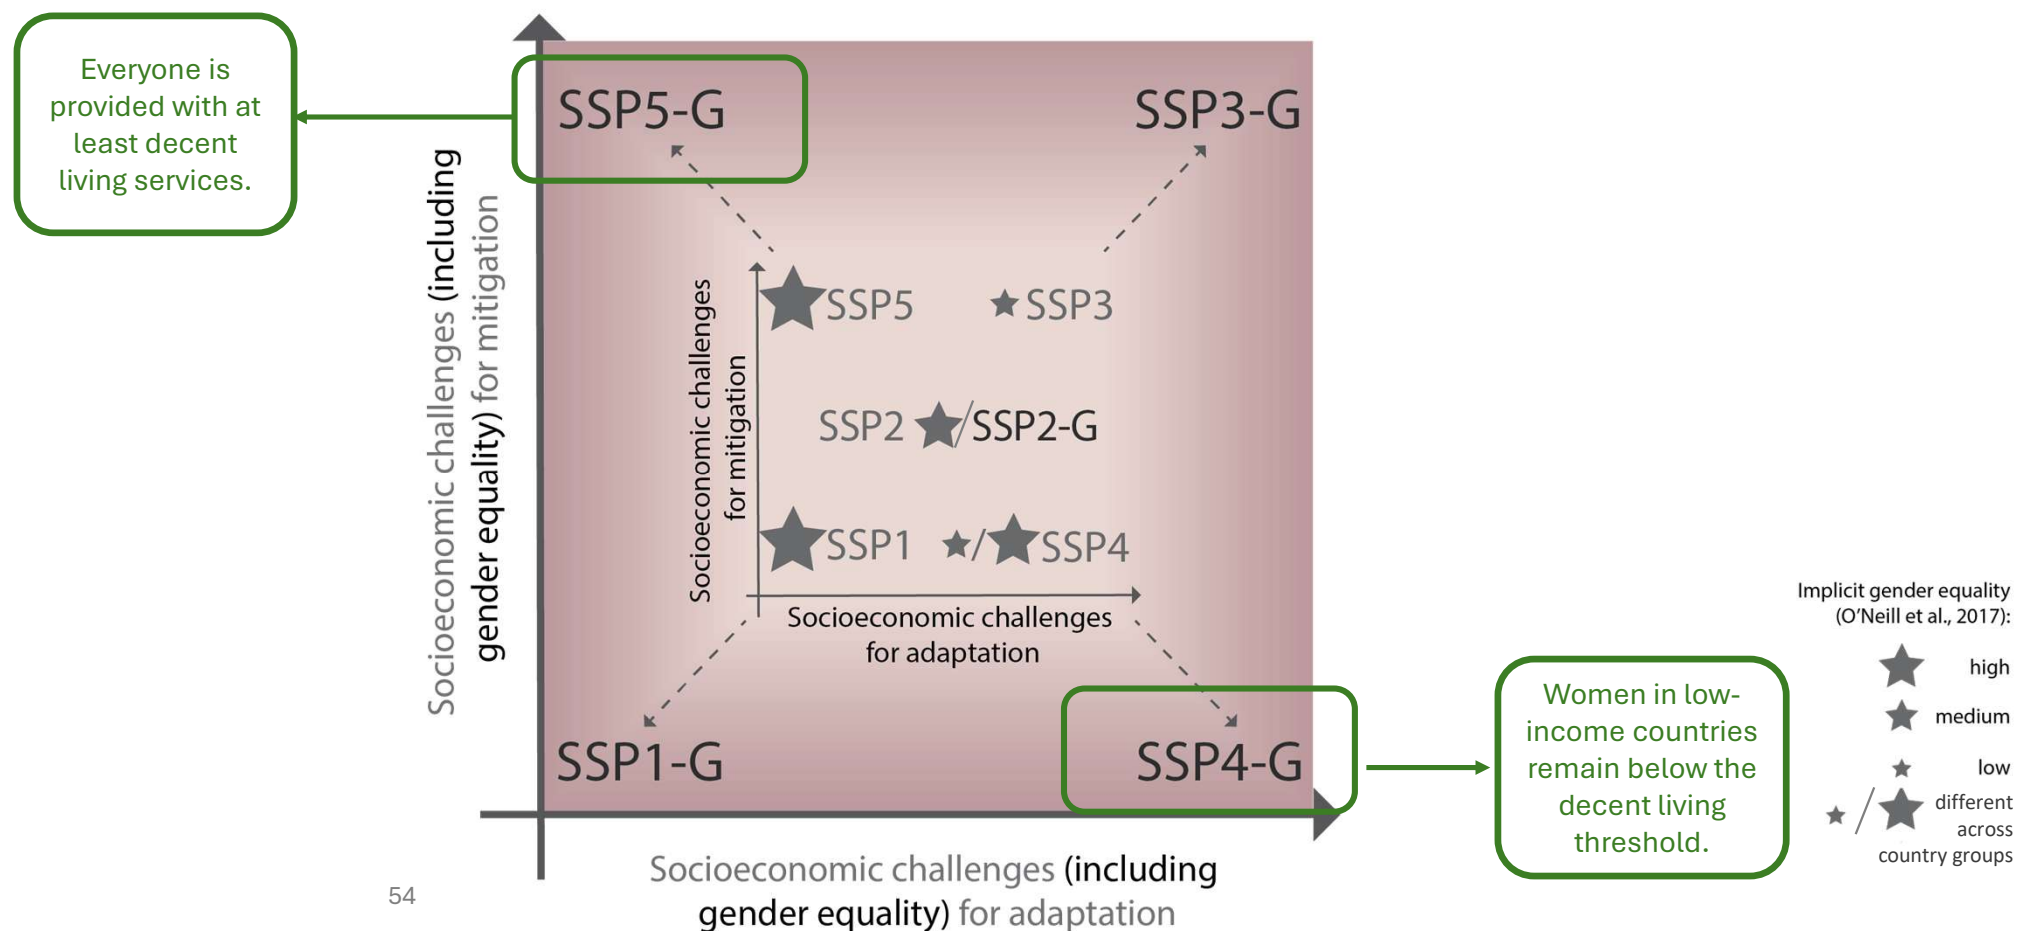 Everyone is
provided with at
least decent
living services.
SSP5-G
SSP3-G
Socioeconomic challenges (including
gender equality) for mitigation
Socioeconomic challenges
for mitigation
SSP5
SSP3
SSP2 /SSP2-G
SSP1
/ SSP4
Socioeconomic challenges
for adaptation
SSP1-G
SSP4-G
Women in low-
income countries
remain below the
decent living
threshold.
Implicit gender equality
(O'Neill et al., 2017):
high
medium
low
/ different
across
country groups
Socioeconomic challenges (including
gender equality) for adaptation
54